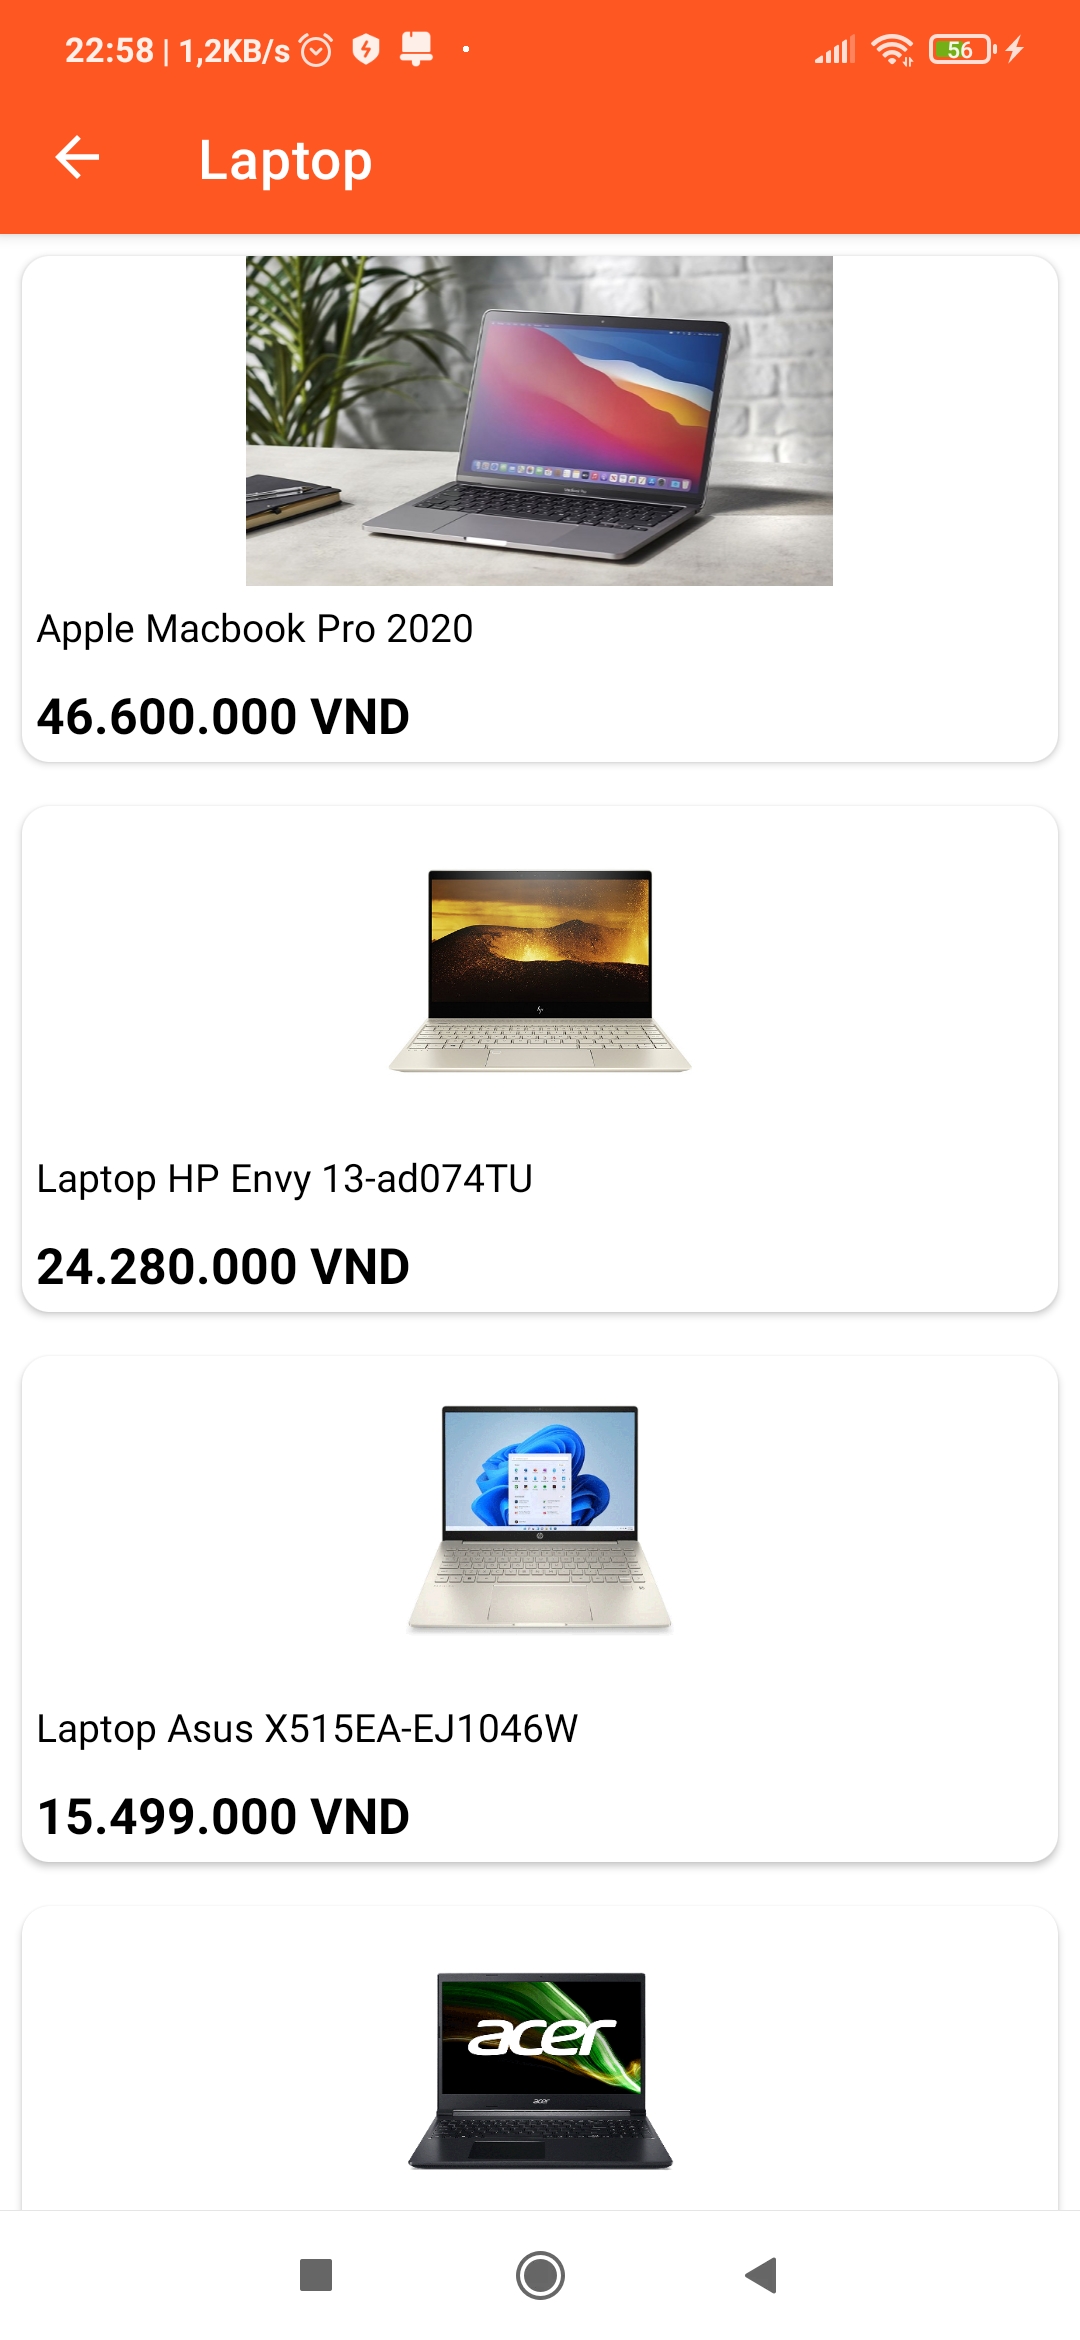 22:58 | 1,2KB/s
56
Laptop
Apple Macbook Pro 2020
46.600.000 VND
Laptop HP Envy 13-ad074TU
24.280.000 VND
Laptop Asus X515EA-EJ1046W
15.499.000 VND
acer
acer